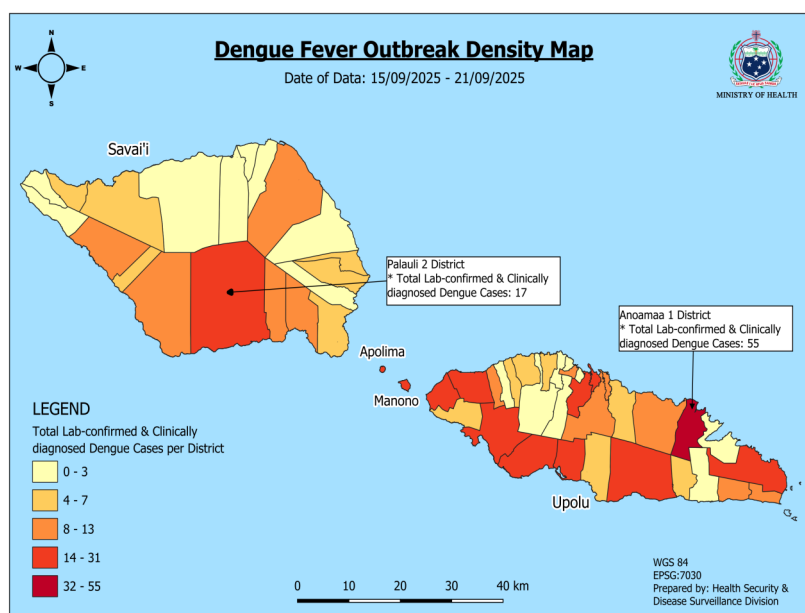 Dengue Fever Outbreak Density Map
Date of Data: 15/09/2025 - 21/09/2025
N
W
E
S
MINISTRY OF HEALTH
Savai'i
Palauli 2 District
* Total Lab-confirmed & Clinically
diagnosed Dengue Cases: 17
Anoamaa 1 District
* Total Lab-confirmed & Clinically
diagnosed Dengue Cases: 55
Apolima
Manono
Upolu
LEGEND
Total Lab-confirmed & Clinically
diagnosed Dengue Cases per District
0 - 3
4 - 7
8 - 13
14 - 31
32 - 55
0 10 20 30 40 km
WGS 84
EPSG:7030
Prepared by: Health Security &
Disease Surveillance Division